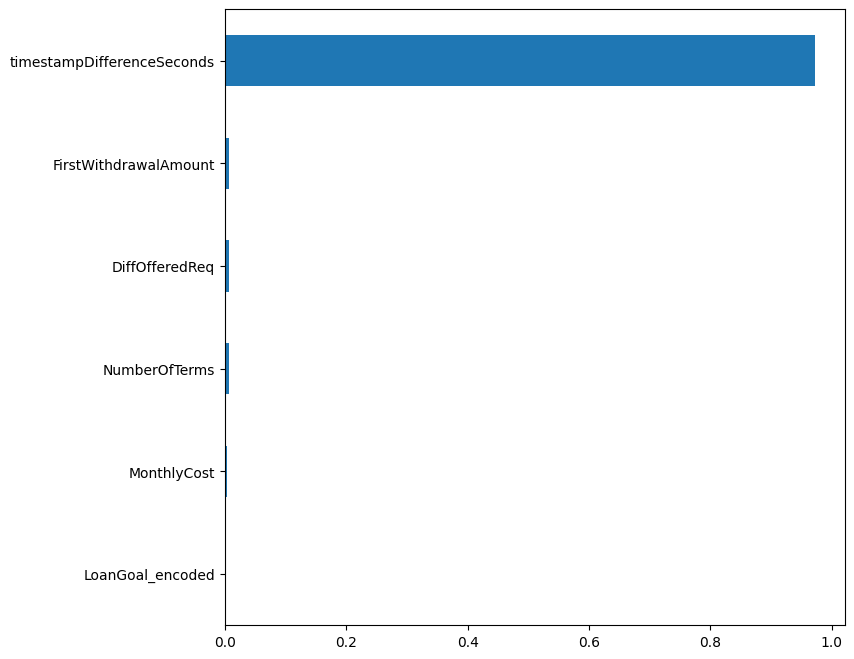 timestampDifferenceSeconds
FirstWithdrawalAmount
DiffOfferedReq
NumberOfTerms
MonthlyCost
LoanGoal_encoded
0.0 0.2 0.4 0.6 0.8 1.0